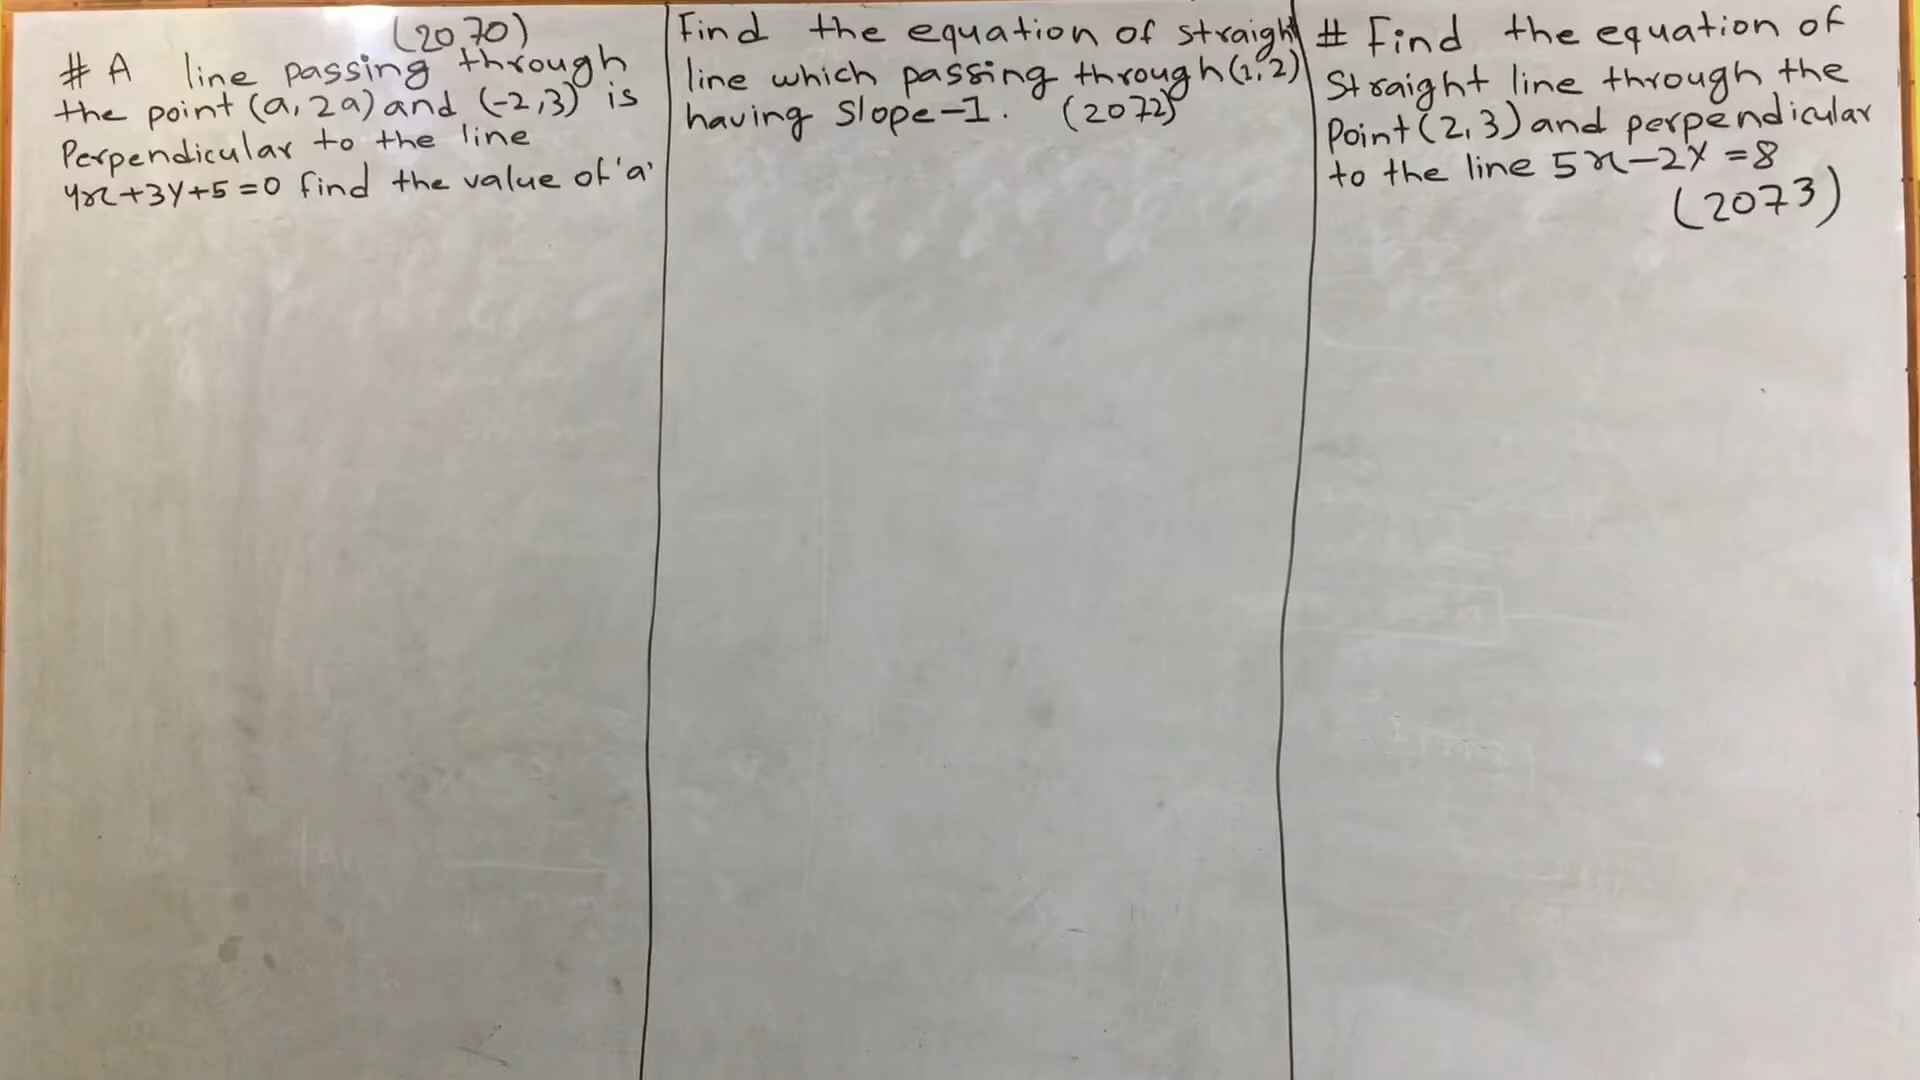 (2070)
# A line passing through
the point (a, 2a) and (-2,3) is
Perpendicular to the line
4x+3y+5=0 find the value of 'a'
Find the equation of straight
line which passing through (1,2)
having slope-1. (2072)
# Find the equation of
Straight line through the
Point (2,3) and perpendicular
to the line 5x-2y=8
(2073)